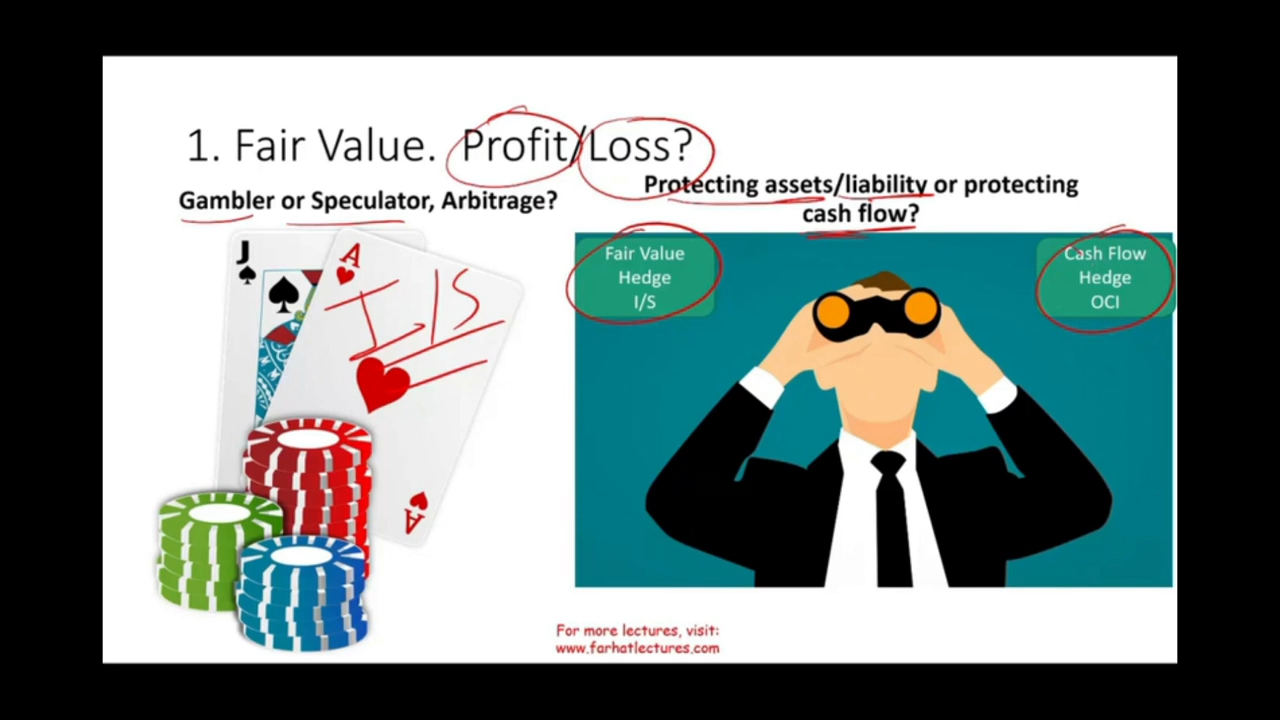 1. Fair Value. Profit/Loss?
Gambler or Speculator, Arbitrage?
Protecting assets/liability or protecting
cash flow?
J
A
I/S
A
Fair Value
Hedge
I/S
Cash Flow
Hedge
OCI
For more lectures, visit:
www.farhatlectures.com